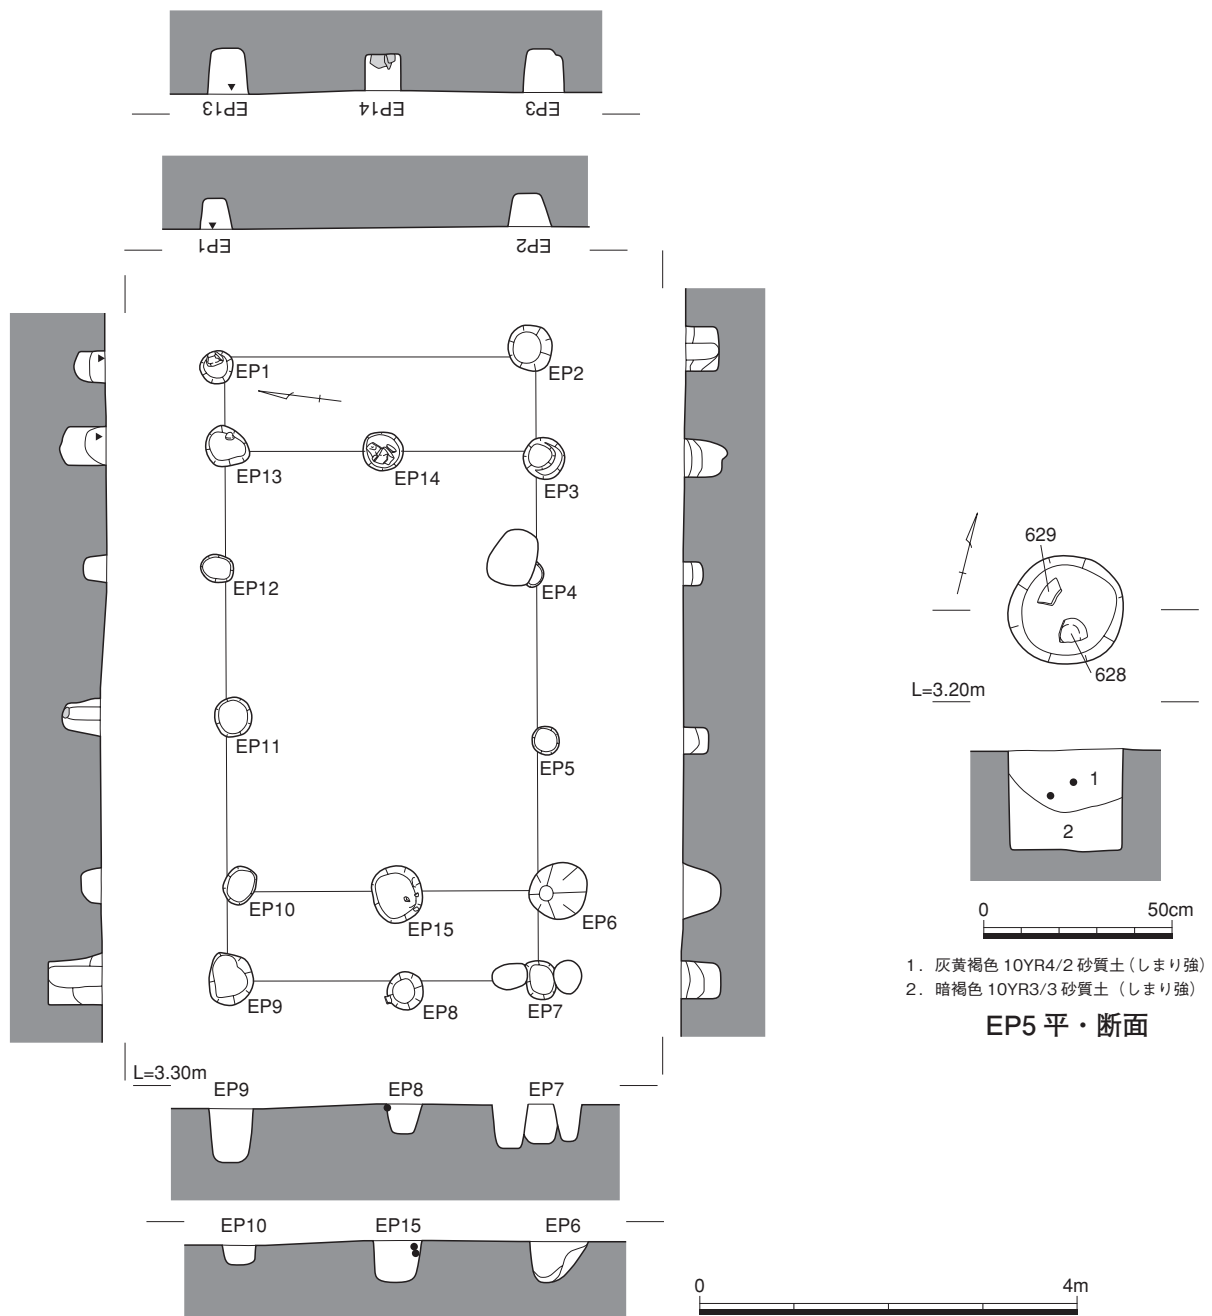 EP13 EP14 EP3
EP1 EP2
EP1
EP2
EP13
EP14
EP3
EP12
EP4
EP11
EP5
EP10
EP15
EP6
EP9
EP8
EP7
L=3.30m
EP9 EP8 EP7
EP10 EP15 EP6
0 4m
629
628
L=3.20m
1
2
0 50cm
1. 灰黄褐色 10YR4/2 砂質土（しまり強）
2. 暗褐色 10YR3/3 砂質土（しまり強）
EP5 平・断面